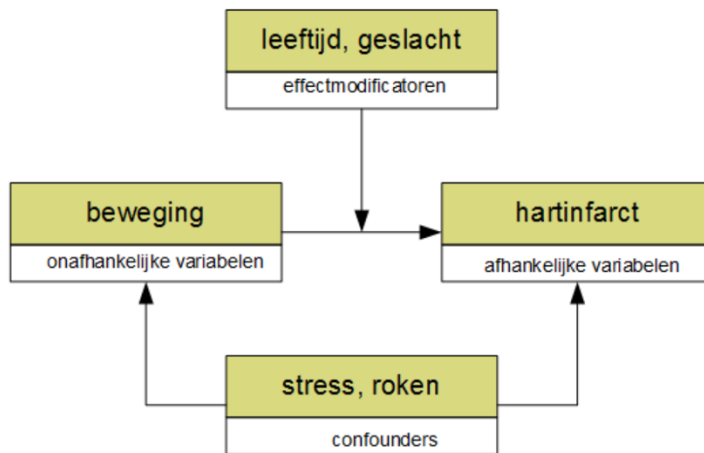 leeftijd, geslacht
effectmodificatoren
beweging
onafhankelijke variabelen
hartinfarct
afhankelijke variabelen
stress, roken
confounders